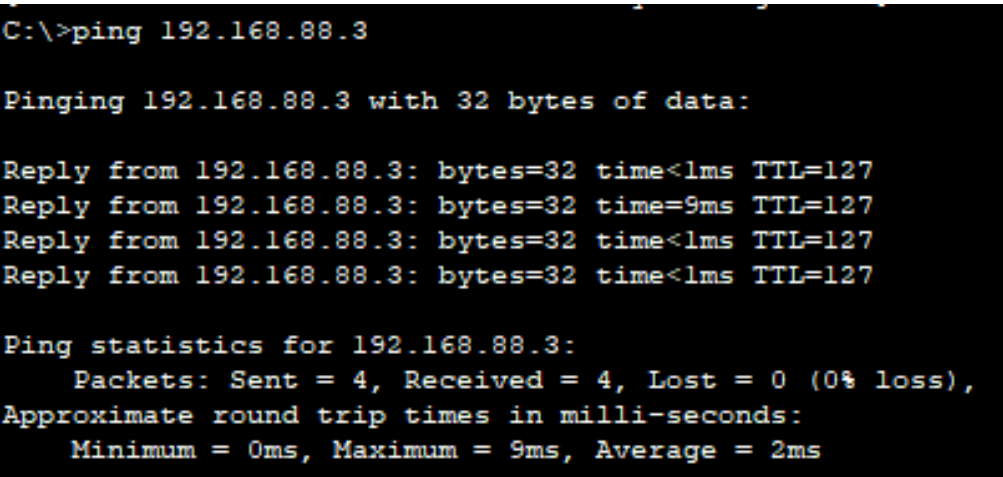 C:\>ping 192.168.88.3
Pinging 192.168.88.3 with 32 bytes of data:
Reply from 192.168.88.3: bytes=32 time<1ms TTL=127
Reply from 192.168.88.3: bytes=32 time=9ms TTL=127
Reply from 192.168.88.3: bytes=32 time<1ms TTL=127
Reply from 192.168.88.3: bytes=32 time<1ms TTL=127
Ping statistics for 192.168.88.3:
Packets: Sent = 4, Received = 4, Lost = 0 (0% loss),
Approximate round trip times in milli-seconds:
Minimum = 0ms, Maximum = 9ms, Average = 2ms